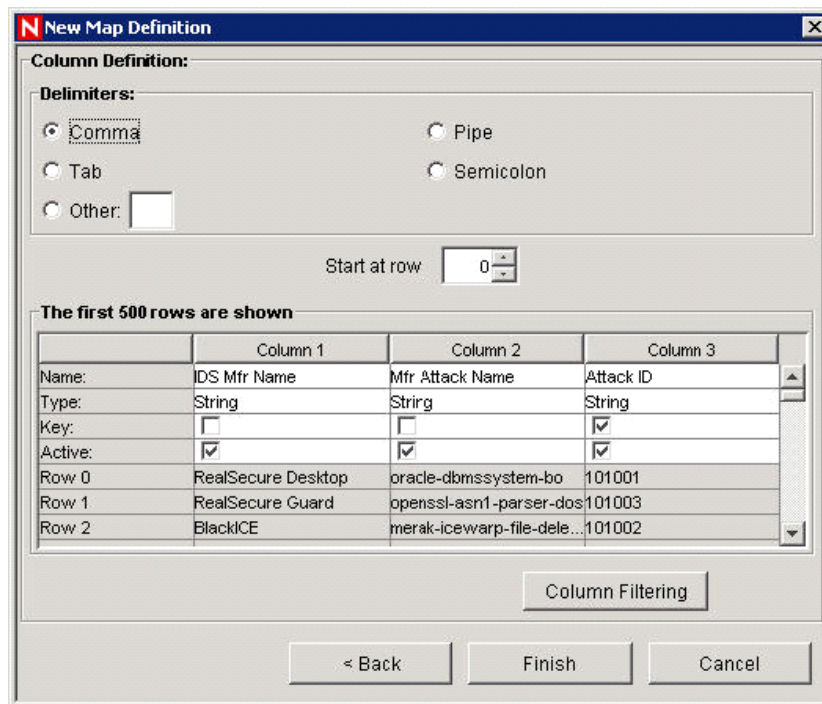 N New Map Definition
Column Definition:
Delimiters:
Comma
Pipe
Tab
Semicolon
Other:
Start at row 0
The first 500 rows are shown
Column 1 Column 2 Column 3
Name: IDS Mfr Name Mfr Attack Name Attack ID
Type: String String String
Key:
Active:
Row 0 RealSecure Desktop oracle-dbmssystem-bo 101001
Row 1 RealSecure Guard openssl-asn1-parser-dos 101003
Row 2 BlackICE merak-icewarp-file-dele... 101002
Column Filtering
< Back Finish Cancel